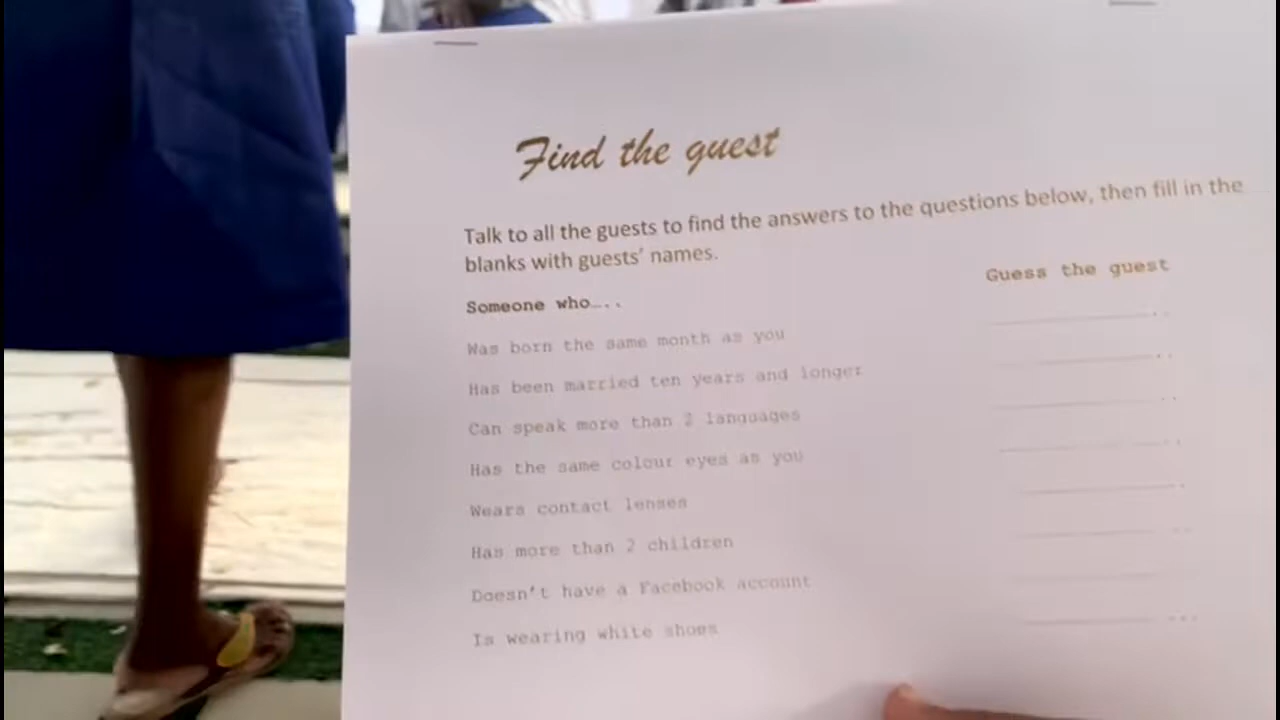 Find the guest
Talk to all the guests to find the answers to the questions below, then fill in the
blanks with guests' names.
Someone who....
Guess the guest
Was born the same month as you
Has been married ten years and longer
Can speak more than 2 languages
Has the same colour eyes as you
Wears contact lenses
Has more than 2 children
Doesn't have a Facebook account
Is wearing white shoes